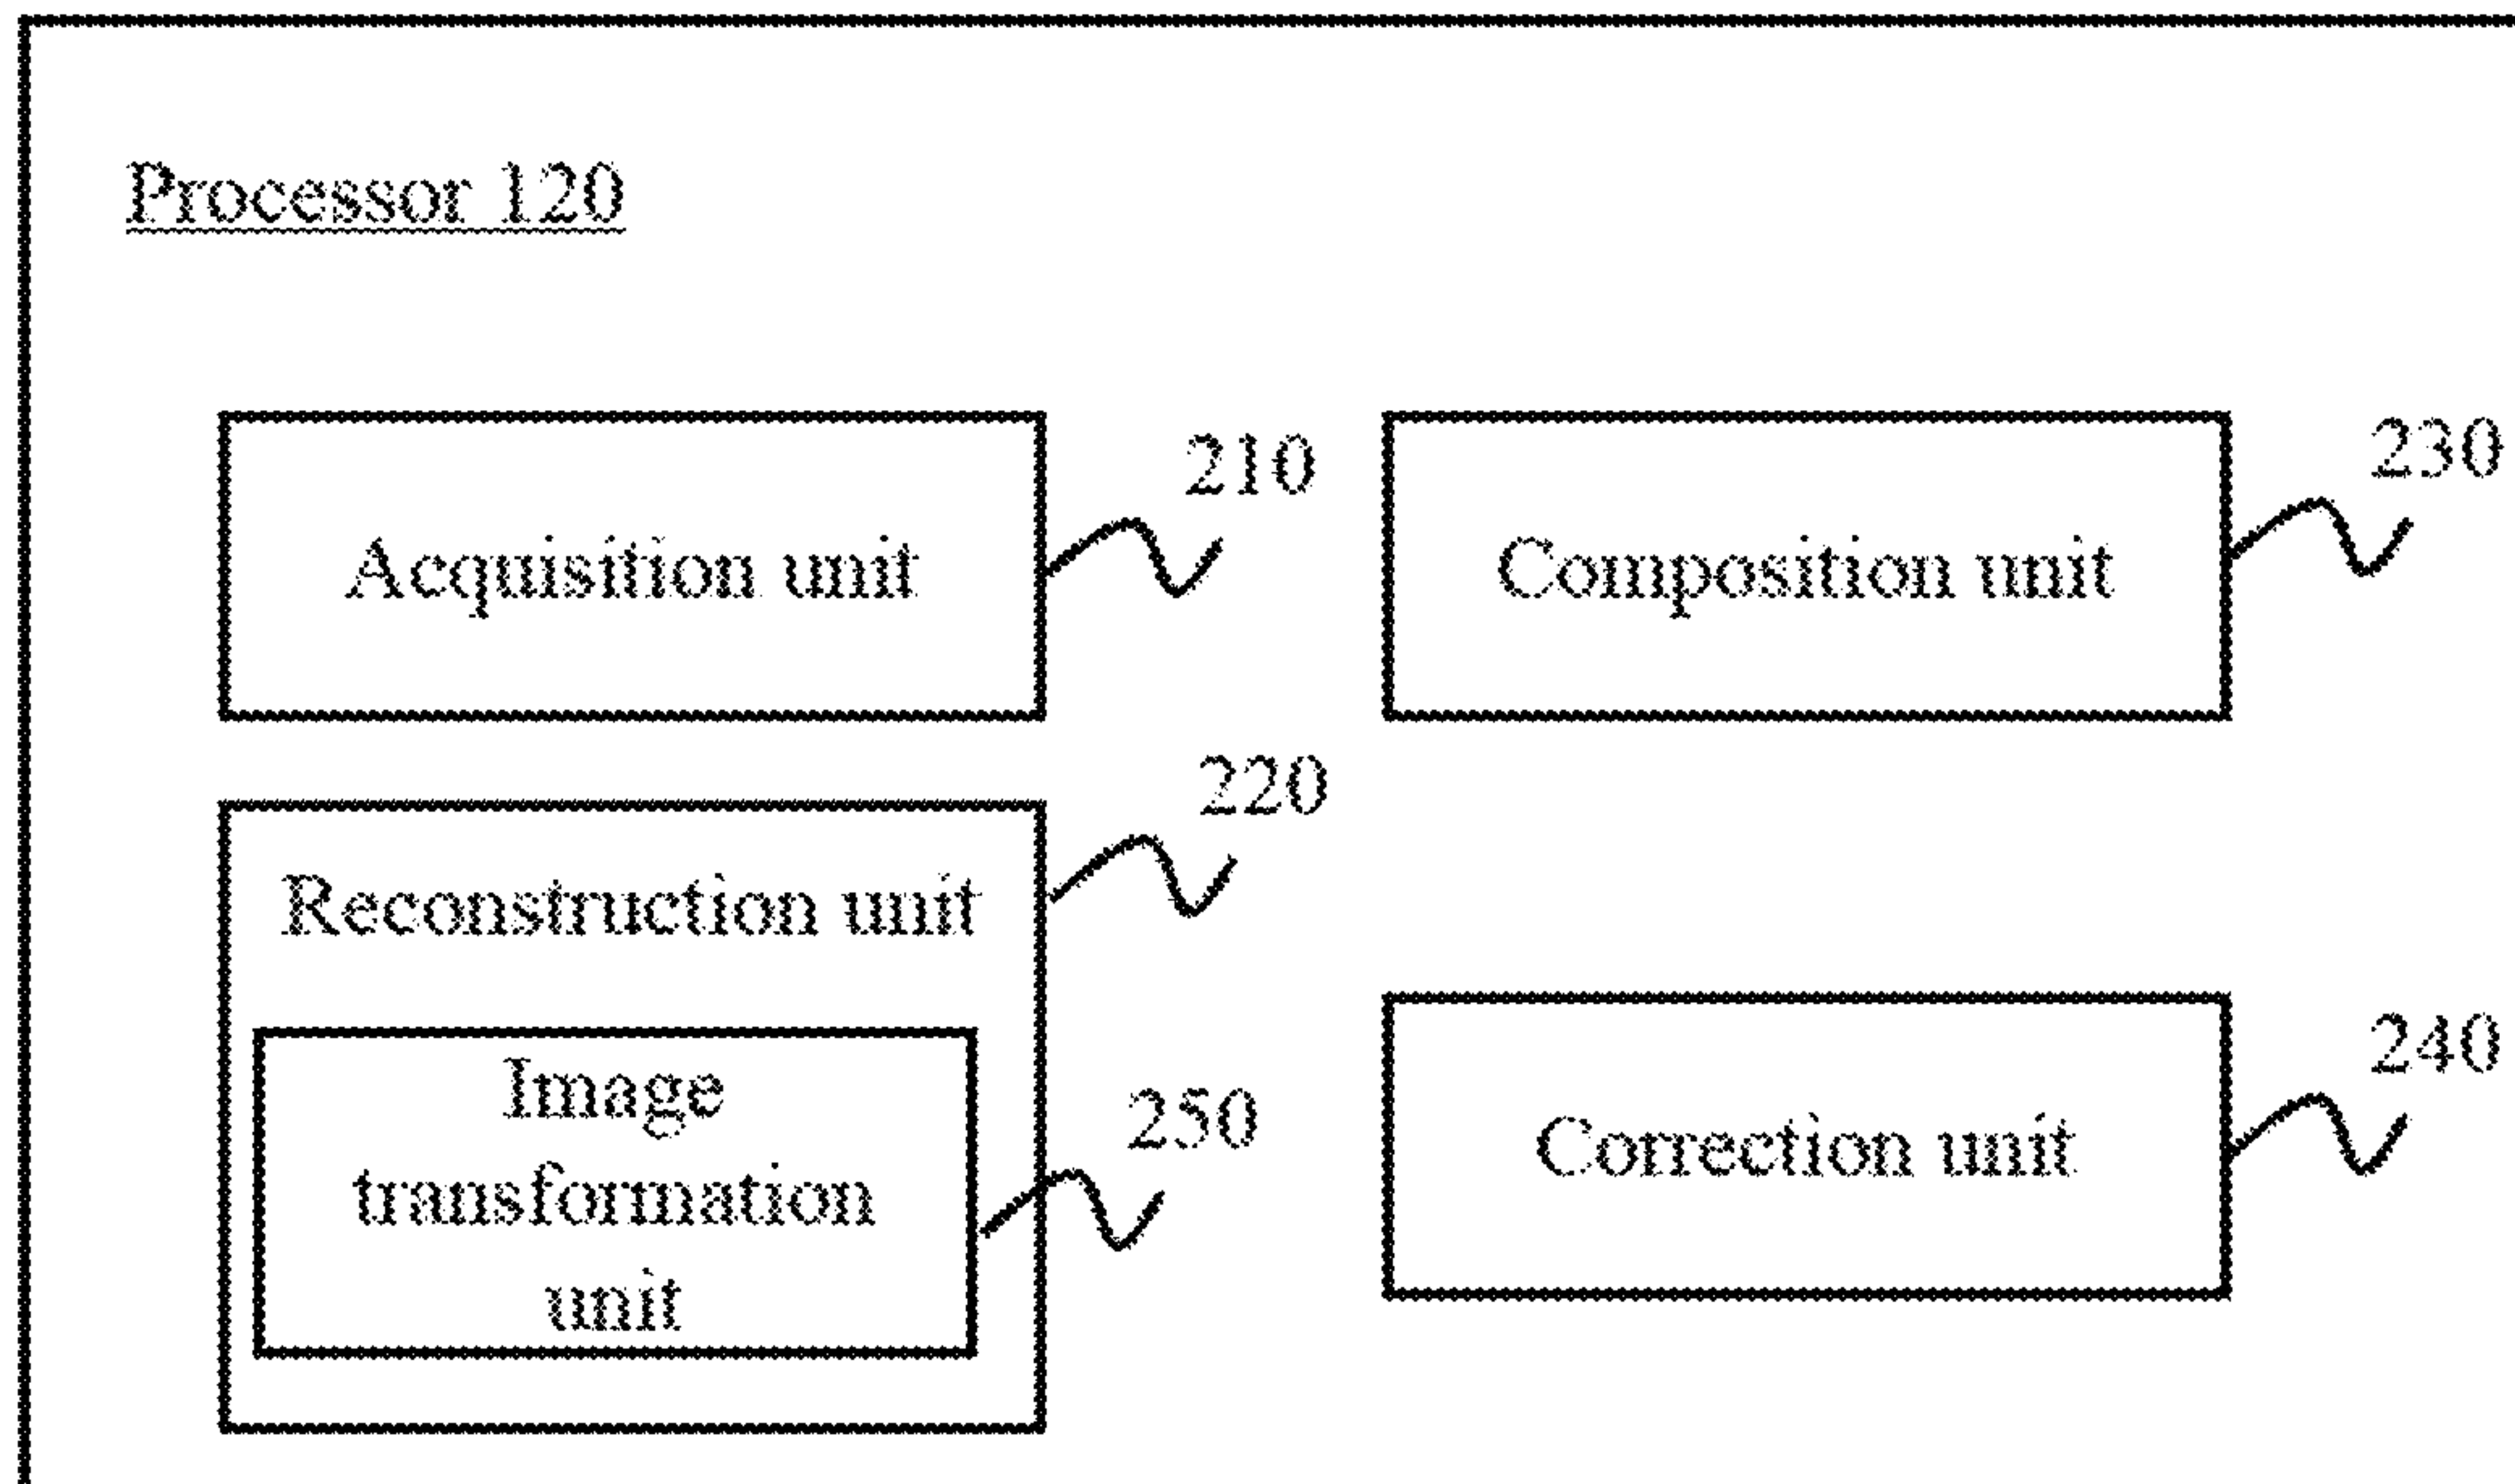 Processor 120
210
Acquisition unit
230
Composition unit
220
Reconstruction unit
250
Image
transformation
unit
240
Correction unit